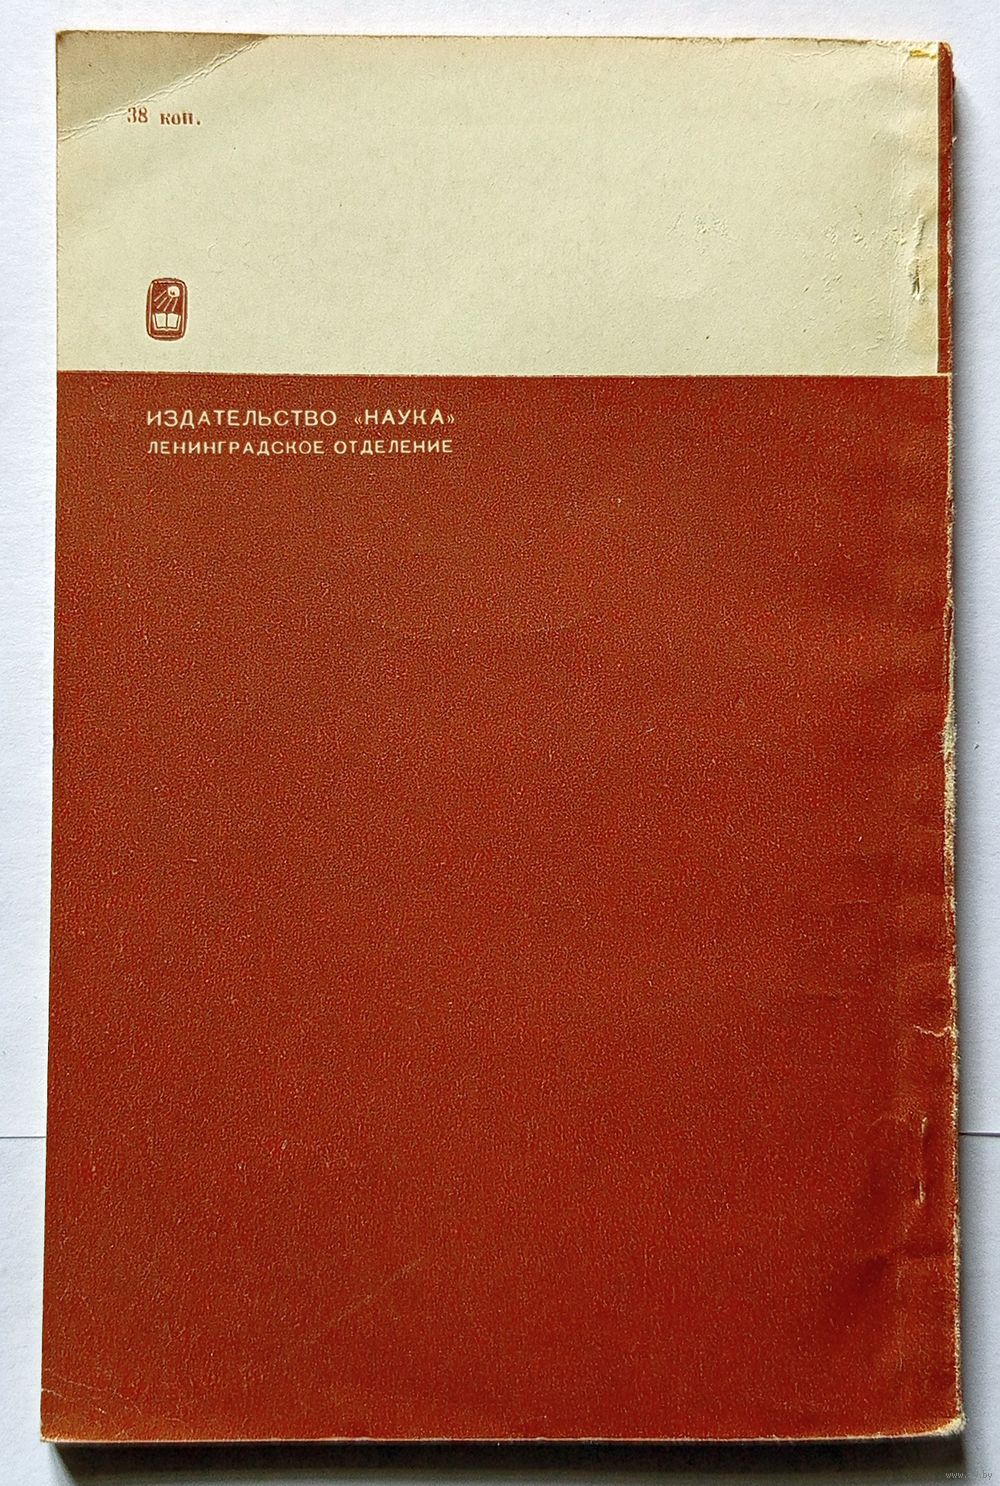 38 коп.
ИЗДАТЕЛЬСТВО «НАУКА»
ЛЕНИНГРАДСКОЕ ОТДЕЛЕНИЕ